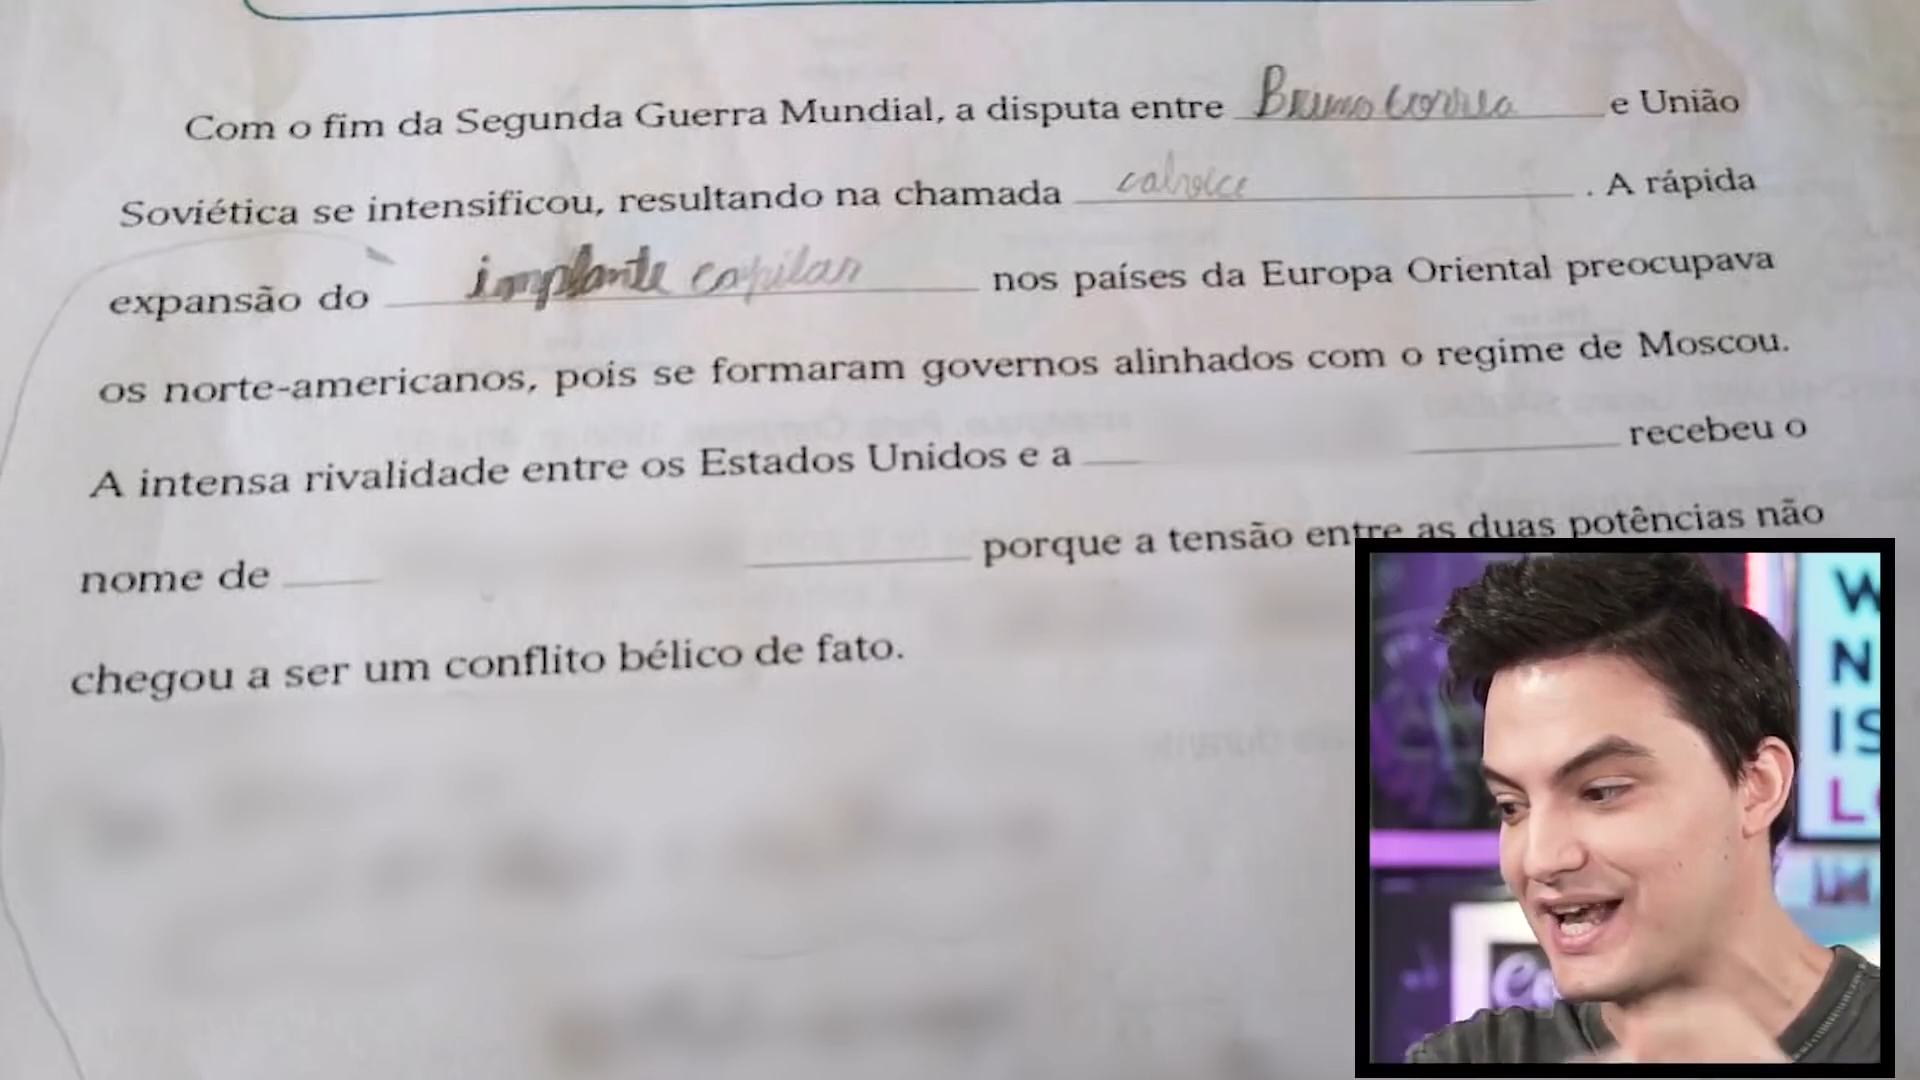 Com o fim da Segunda Guerra Mundial, a disputa entre Bruno Correa e União
Soviética se intensificou, resultando na chamada calvice . A rápida
expansão do implante capilar nos países da Europa Oriental preocupava
os norte-americanos, pois se formaram governos alinhados com o regime de Moscou.
A intensa rivalidade entre os Estados Unidos e a recebeu o
nome de porque a tensão entre as duas potências não
chegou a ser um conflito bélico de fato.
W
N
IS
L